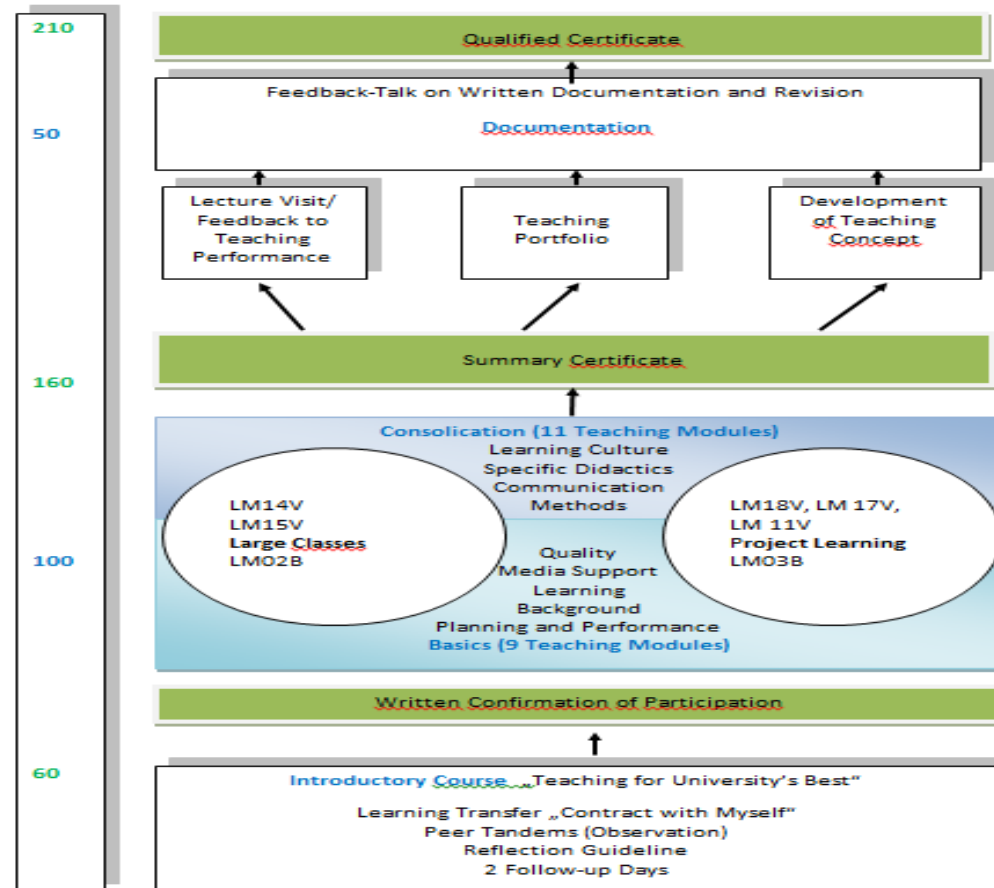 210
Qualified Certificate
Feedback-Talk on Written Documentation and Revision
50
Documentation
Lecture Visit/
Feedback to
Teaching
Performance
Teaching
Portfolio
Development
of Teaching
Concept
Summary Certificate
160
Consolication (11 Teaching Modules)
Learning Culture
Specific Didactics
Communication
Methods
LM14V
LM15V
Large Classes
LM02B
LM18V, LM 17V,
LM 11V
Project Learning
LM03B
100
Quality
Media Support
Learning
Background
Planning and Performance
Basics (9 Teaching Modules)
Written Confirmation of Participation
60
Introductory Course „Teaching for University's Best“
Learning Transfer „Contract with Myself“
Peer Tandems (Observation)
Reflection Guideline
2 Follow-up Days